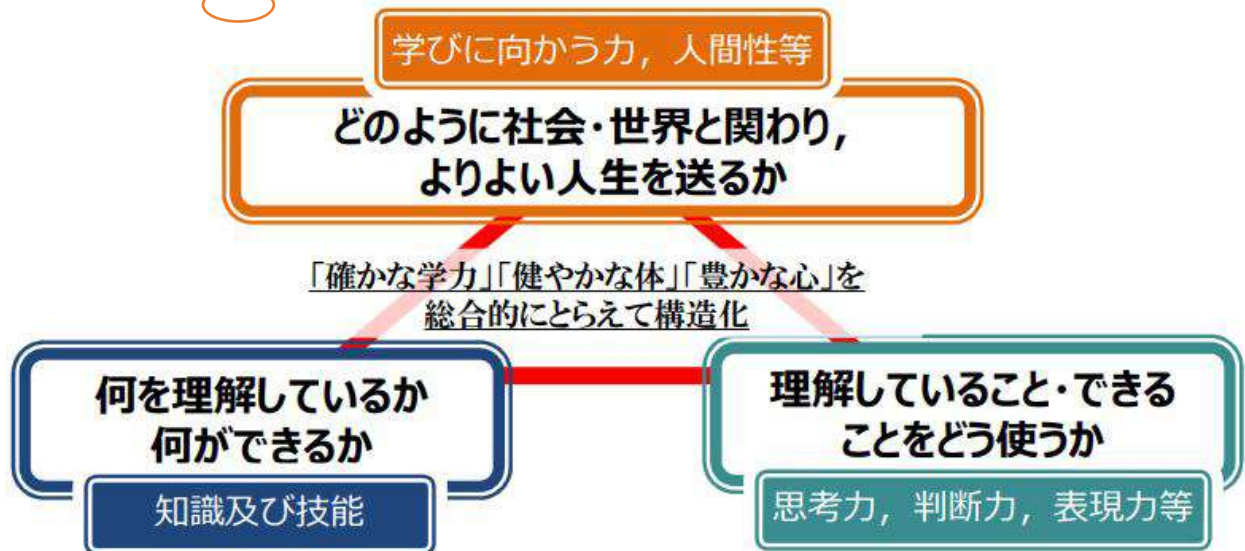 学びに向かう力，人間性等
どのように社会・世界と関わり，
よりよい人生を送るか
「確かな学力」「健やかな体」「豊かな心」を
総合的にとらえて構造化
何を理解しているか
何ができるか
知識及び技能
理解していること・できる
ことをどう使うか
思考力，判断力，表現力等